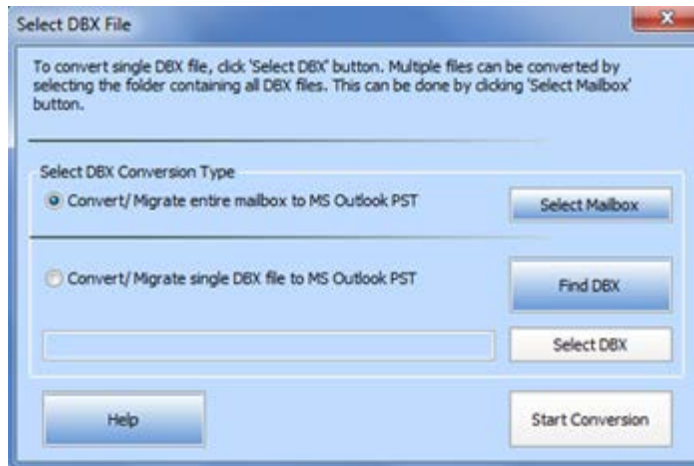 Select DBX File
To convert single DBX file, click 'Select DBX' button. Multiple files can be converted by
selecting the folder containing all DBX files. This can be done by clicking 'Select Mailbox'
button.
Select DBX Conversion Type
Convert/ Migrate entire mailbox to MS Outlook PST
Select Mailbox
Convert/ Migrate single DBX file to MS Outlook PST
Find DBX
Select DBX
Help
Start Conversion